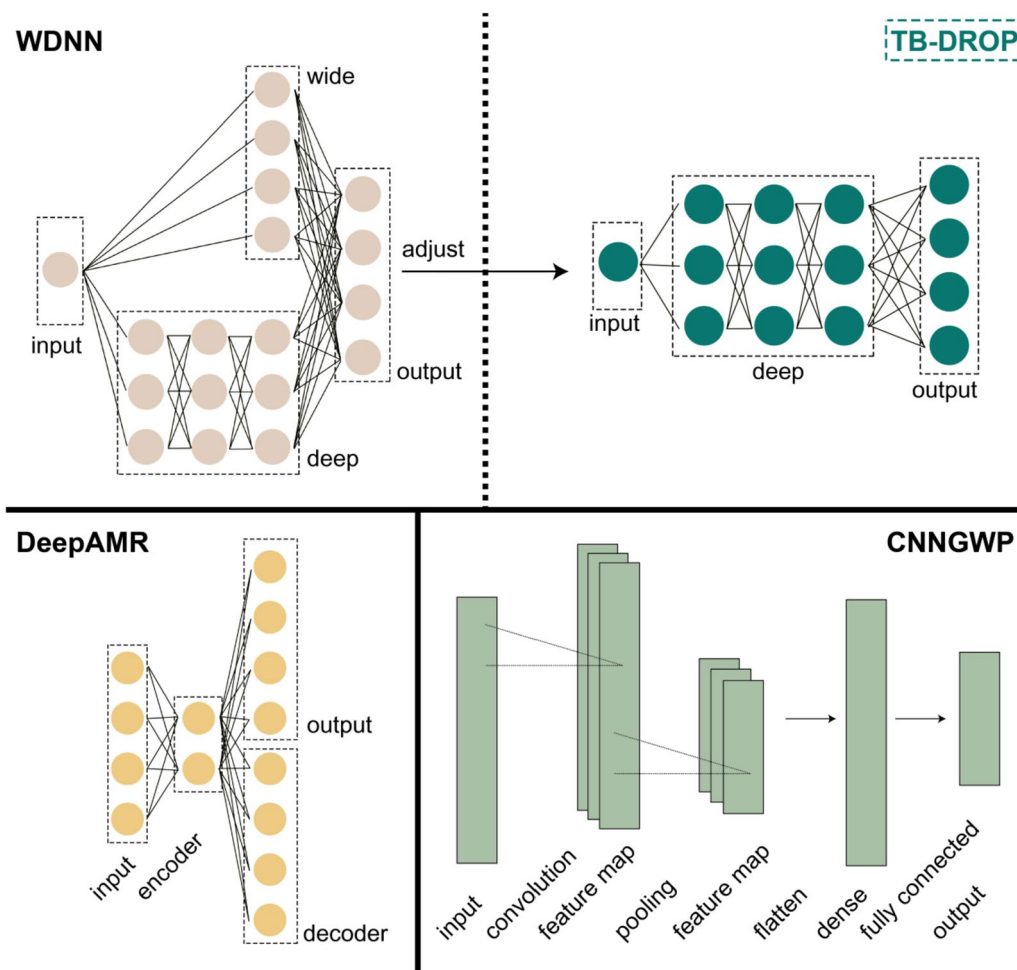 WDNN
wide
input
deep
output
adjust
TB-DROP
input
deep
output
DeepAMR
input
encoder
output
decoder
CNNGWP
input
convolution
feature map
pooling
feature map
flatten
dense
fully connected
output